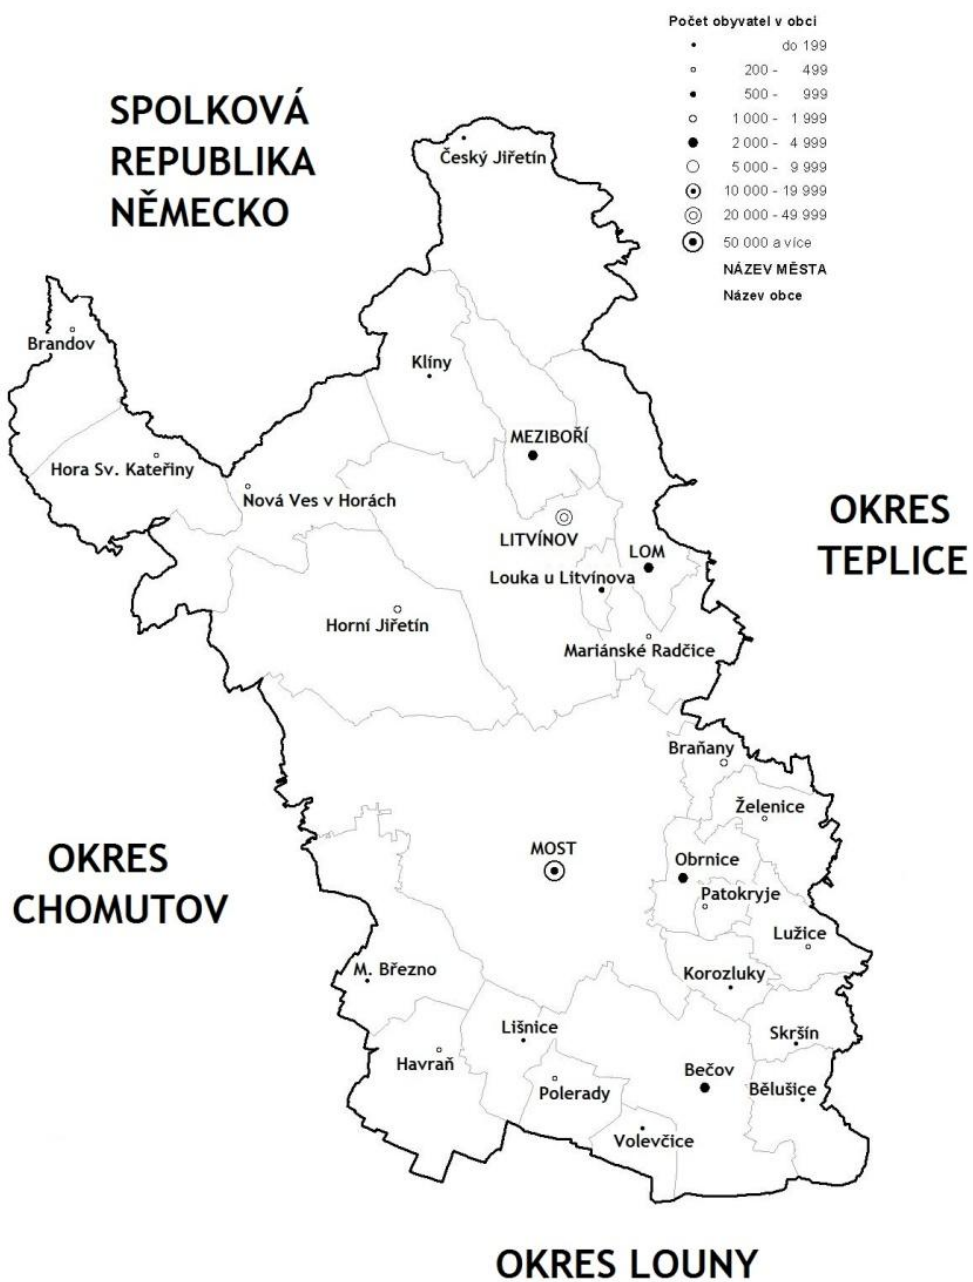 Počet obyvatel v obci
do 199
200 - 499
500 - 999
1 000 - 1 999
2 000 - 4 999
5 000 - 9 999
10 000 - 19 999
20 000 - 49 999
50 000 a více
NÁZEV MĚSTA
Název obce
SPOLKOVÁ
REPUBLIKA
NĚMECKO
Český Jiřetín
Brandov
Klíny
MEZIBOŘÍ
Hora Sv. Kateřiny
Nová Ves v Horách
OKRES
TEPLICE
LITVÍNOV
LOM
Louka u Litvínova
Horní Jiřetín
Mariánské Radčice
Braňany
Želenice
OKRES
CHOMUTOV
MOST
Obrnice
Patokryje
Lužice
M. Březno
Korozluky
Lišnice
Skršín
Havraň
Bečov
Polerady
Bělušice
Volevčice
OKRES LOUNY